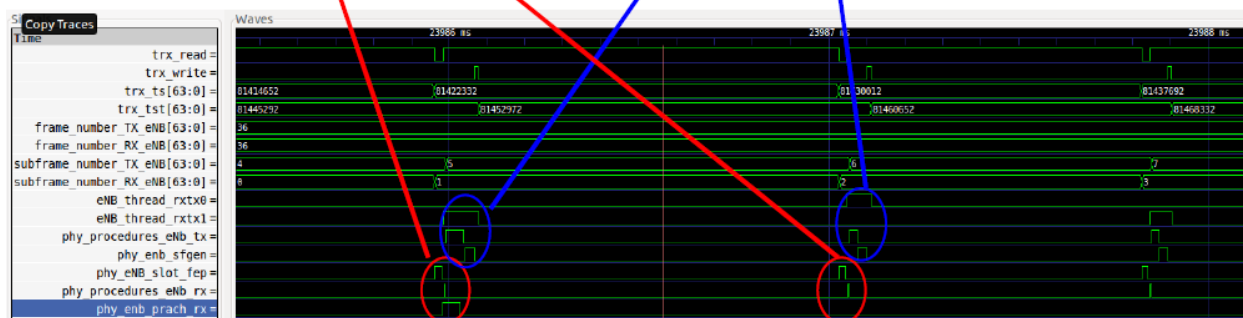 Copy Traces
Time
Waves
23986 ms 23987 ms 23988 ms
trx_read =
trx_write =
trx_ts[63:0] = 81414652 81422332 81437692
trx_tst[63:0] = 81445292 81452972 81460652 81468332
frame_number_TX_eNB[63:0] = 36
frame_number_RX_eNB[63:0] = 36
subframe_number_TX_eNB[63:0] = 4 5 6 7
subframe_number_RX_eNB[63:0] = 0 1 2 3
eNB_thread_rxtx0 =
eNB_thread_rxtx1 =
phy_procedures_eNb_tx =
phy_enb_sfgen =
phy_eNB_slot_fep =
phy_procedures_eNb_rx =
phy_enb_prach_rx =